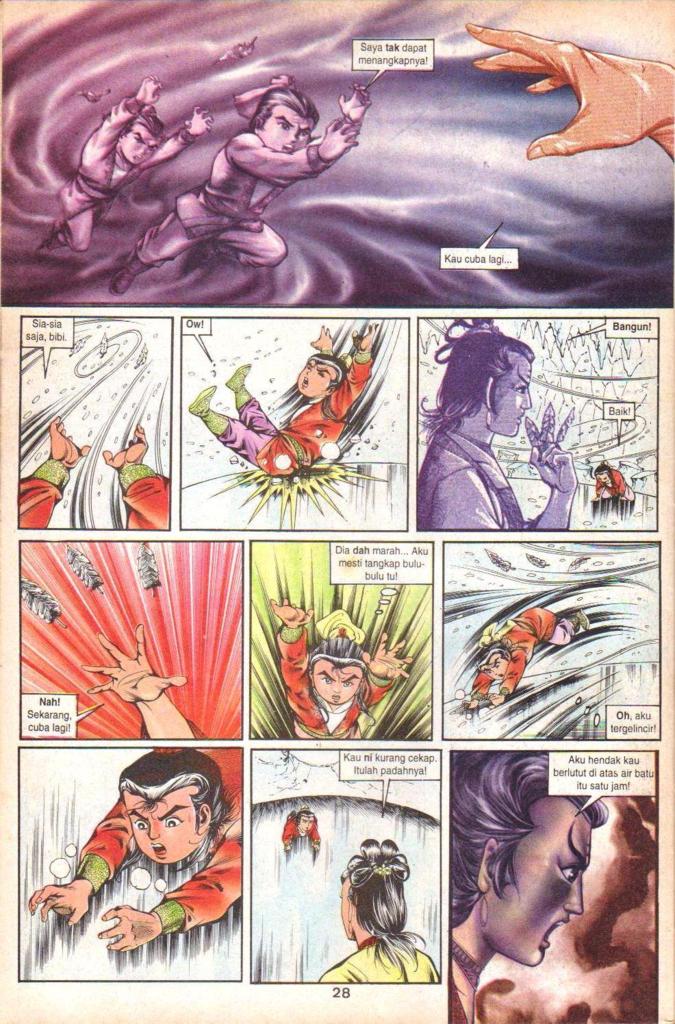 Saya tak dapat
menangkapnya!
Kau cuba lagi...
Sia-sia
saja, bibi.
Ow!
Bangun!
Baik!
Nah!
Sekarang,
cuba lagi!
Dia dah marah... Aku
mesti tangkap bulu-
bulu tu!
Oh, aku
tergelincir!
Kau ni kurang cekap.
Itulah padahnya!
Aku hendak kau
berlutut di atas air batu
itu satu jam!
28